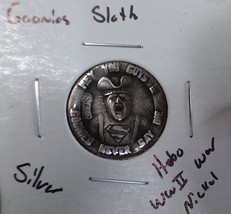 Goonies Sloth
HEY YOU GUYS
GOONIES NEVER SAY DIE
Silver
Hobo
WWII War
Nickel